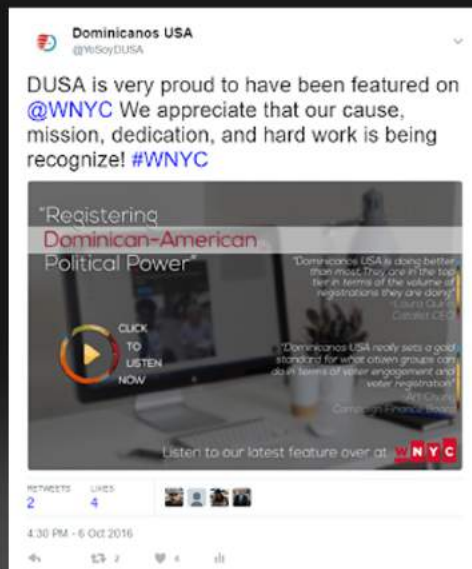 Dominicanos USA
@YoSoyDUSA
DUSA is very proud to have been featured on
@WNYC We appreciate that our cause,
mission, dedication, and hard work is being
recognize! #WNYC
"Registering
Dominican-American
Political Power"
CLICK
TO
LISTEN
NOW
"Dominicanos USA is doing better
than most. They are in the top
tier in terms of the volume of
registrations they are doing"
Catalist CEO
"Dominicanos USA really sets a gold
standard for what citizen groups can
do in terms of voter engagement and
voter registration"
Campaign Finance Board
Listen to our latest feature over at WNYC
RETWEETS LIKES
2 4
4:30 PM - 6 Oct 2016
2 4